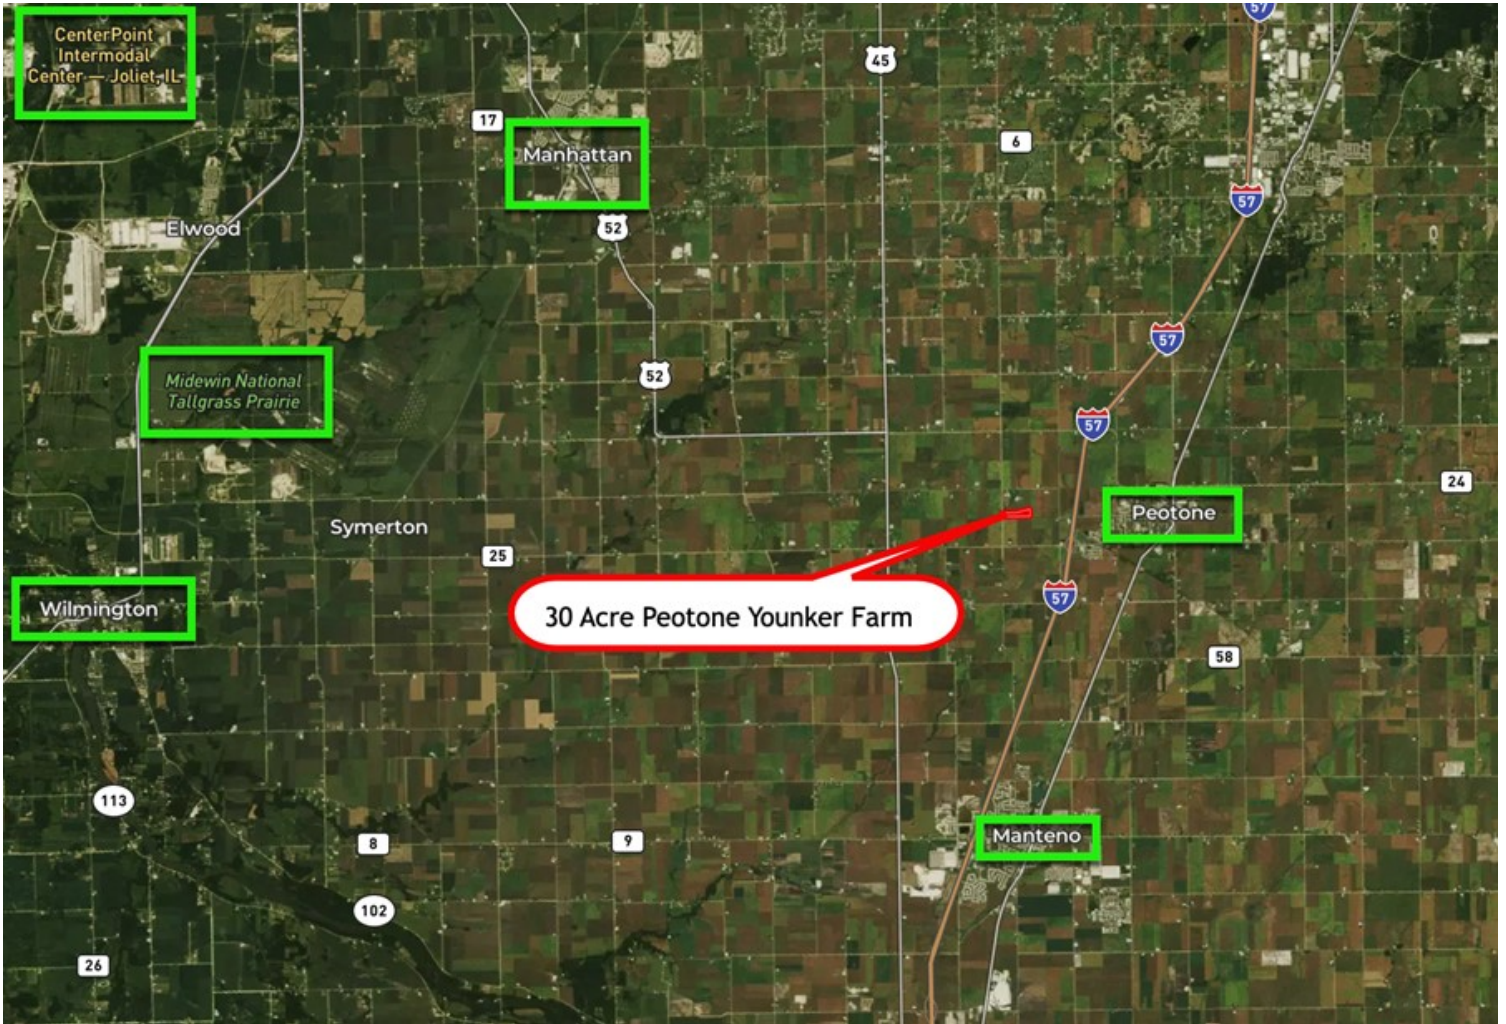 57
CenterPoint
Intermodal
Center — Joliet, IL
45
17
6
Manhattan
57
Elwood
52
57
52
Midewin National
Tallgrass Prairie
57
24
Peotone
Symerton
25
57
Wilmington
30 Acre Peotone Younker Farm
58
113
Manteno
8
9
102
26